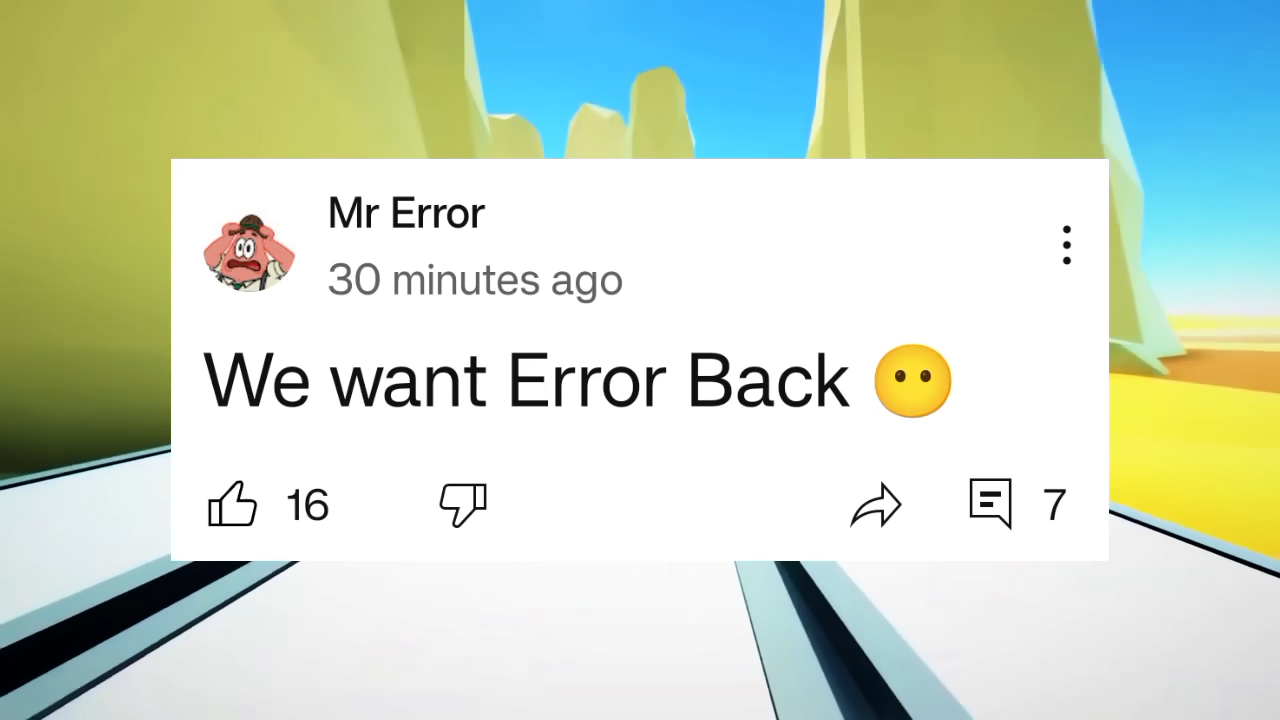 Mr Error
30 minutes ago
We want Error Back 😶
16
7